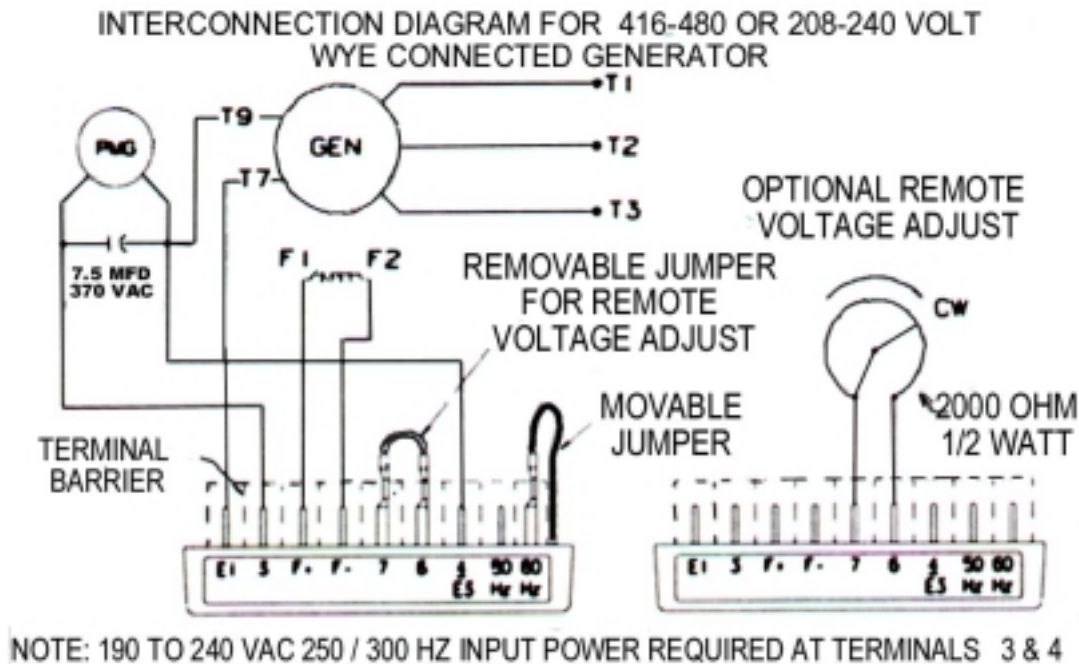 INTERCONNECTION DIAGRAM FOR 416-480 OR 208-240 VOLT
WYE CONNECTED GENERATOR
PMG
T9
GEN
T1
T2
T7
T3
7.5 MFD
370 VAC
F1
F2
REMOVABLE JUMPER
FOR REMOTE
VOLTAGE ADJUST
OPTIONAL REMOTE
VOLTAGE ADJUST
CW
2000 OHM
1/2 WATT
MOVABLE
JUMPER
TERMINAL
BARRIER
E1 3 F+ F- 7 6 4 50 60
E3 Hz Hz
E1 3 F+ F- 7 6 4 50 60
E3 Hz Hz
NOTE: 190 TO 240 VAC 250 / 300 HZ INPUT POWER REQUIRED AT TERMINALS 3 & 4